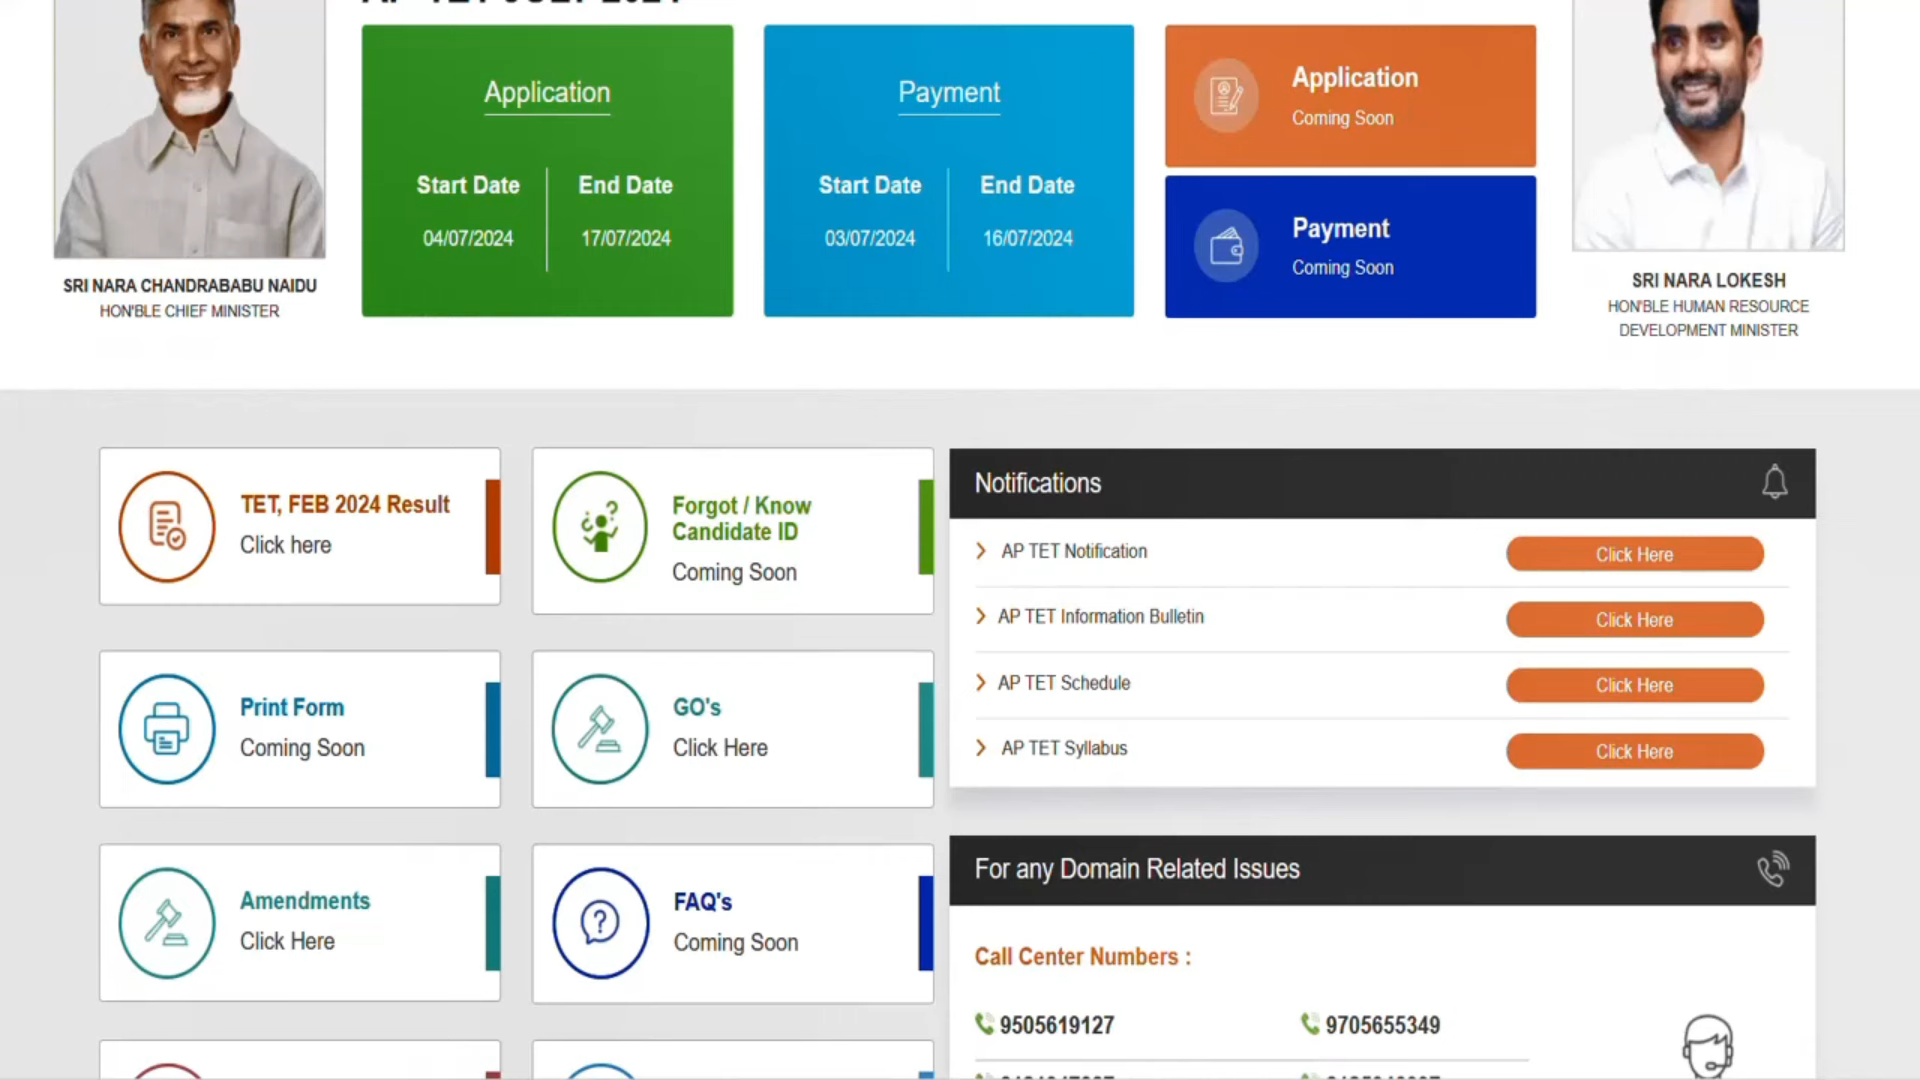 SRI NARA CHANDRABABU NAIDU
HON'BLE CHIEF MINISTER
Application
Start Date
End Date
04/07/2024
17/07/2024
Payment
Start Date
End Date
03/07/2024
16/07/2024
Application
Coming Soon
Payment
Coming Soon
SRI NARA LOKESH
HON'BLE HUMAN RESOURCE
DEVELOPMENT MINISTER
TET, FEB 2024 Result
Click here
Forgot / Know
Candidate ID
Coming Soon
Print Form
Coming Soon
GO's
Click Here
Amendments
Click Here
FAQ's
Coming Soon
Notifications
AP TET Notification
Click Here
AP TET Information Bulletin
Click Here
AP TET Schedule
Click Here
AP TET Syllabus
Click Here
For any Domain Related Issues
Call Center Numbers :
9505619127
9705655349